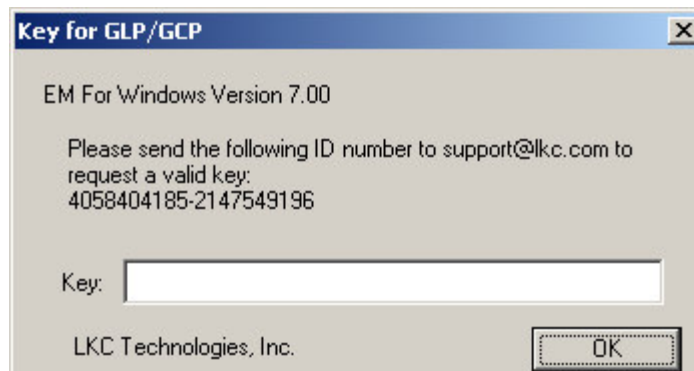 Key for GLP/GCP
EM For Windows Version 7.00
Please send the following ID number to support@lkc.com to
request a valid key:
4058404185-2147549196
Key:
LKC Technologies, Inc.
OK